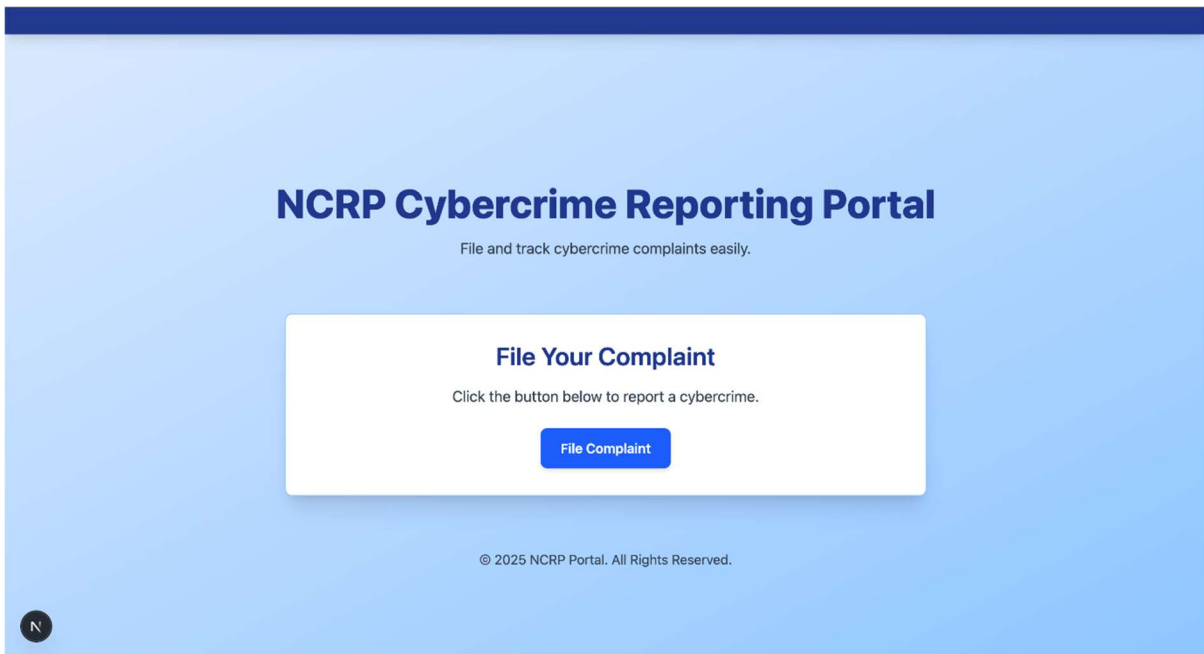 NCRP Cybercrime Reporting Portal
File and track cybercrime complaints easily.
File Your Complaint
Click the button below to report a cybercrime.
File Complaint
© 2025 NCRP Portal. All Rights Reserved.
N